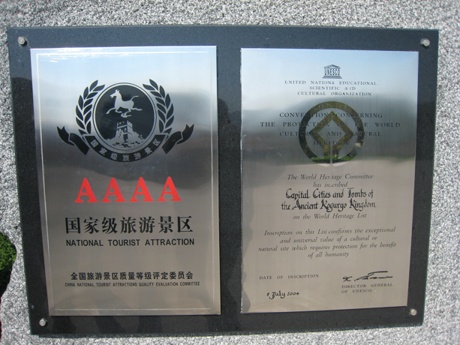 AAAA
国家级旅游景区
NATIONAL TOURIST ATTRACTION
全国旅游景区质量等级评定委员会
CHINA NATIONAL TOURIST ATTRACTIONS QUALITY EVALUATION COMMITTEE
UNITED NATIONS EDUCATIONAL
SCIENTIFIC AND
CULTURAL ORGANIZATION
CONVENTION CONCERNING
THE PROTECTION OF THE WORLD
CULTURAL AND NATURAL
The World Heritage Committee
has inscribed
Capital Cities and Tombs of
the Ancient Koguryo Kingdom
on the World Heritage List
Inscription on this List confirms the exceptional
and universal value of a cultural or
natural site which requires protection for the benefit
of all humanity
DATE OF INSCRIPTION
1 July 2004
DIRECTOR GENERAL
OF UNESCO